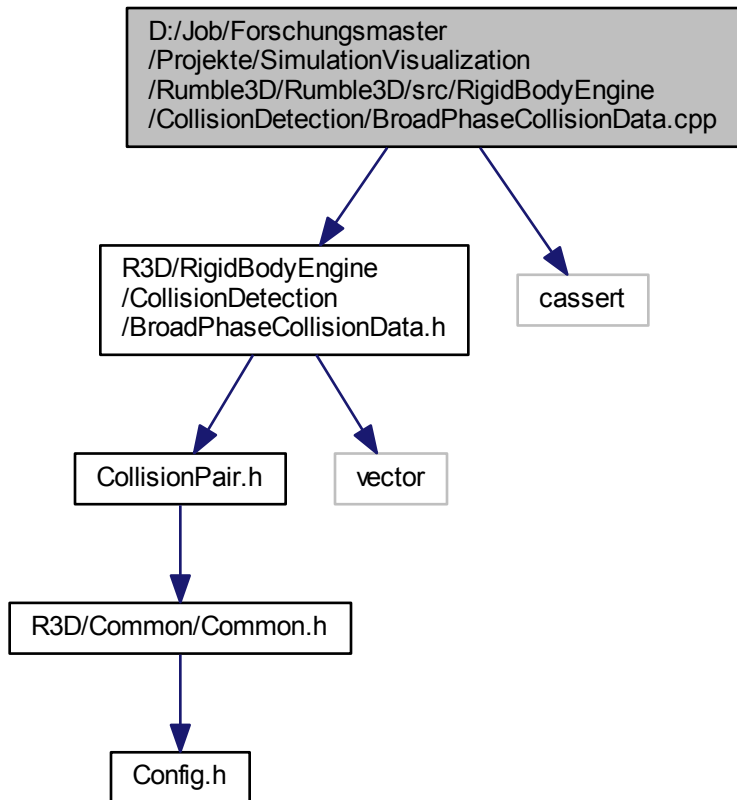 D:/Job/Forschungsmaster
/Projekte/SimulationVisualization
/Rumble3D/Rumble3D/src/RigidBodyEngine
/CollisionDetection/BroadPhaseCollisionData.cpp
R3D/RigidBodyEngine
/CollisionDetection
/BroadPhaseCollisionData.h
cassert
CollisionPair.h
vector
R3D/Common/Common.h
Config.h